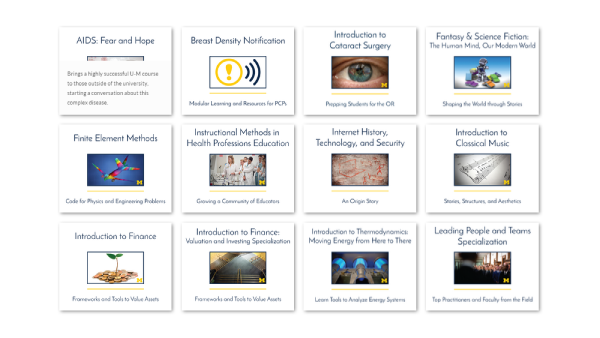 AIDS: Fear and Hope
Brings a highly successful U-M course
to those outside of the university,
starting a conversation about this
complex disease.
Breast Density Notification
Modular Learning and Resources for PCPs
Introduction to
Cataract Surgery
M
Prepping Students for the OR
Fantasy & Science Fiction:
The Human Mind, Our Modern World
M
Shaping the World through Stories
Finite Element Methods
M
Code for Physics and Engineering Problems
Instructional Methods in
Health Professions Education
M
Growing a Community of Educators
Internet History,
Technology, and Security
M
An Origin Story
Introduction to
Classical Music
M
Stories, Structures, and Aesthetics
Introduction to Finance
M
Frameworks and Tools to Value Assets
Introduction to Finance:
Valuation and Investing Specialization
M
Frameworks and Tools to Value Assets
Introduction to Thermodynamics:
Moving Energy from Here to There
M
Learn Tools to Analyze Energy Systems
Leading People and Teams
Specialization
M
Top Practitioners and Faculty from the Field